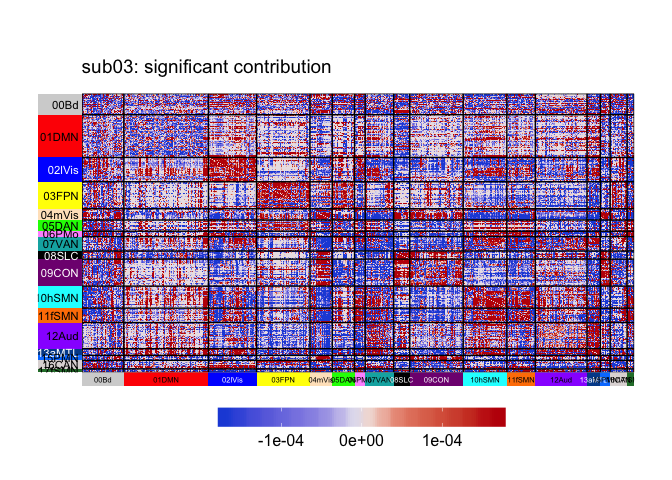 sub03: significant contribution
00Bd
01DMN
02lVis
03FPN
04mVis
05DAN
06PMo
07VAN
08SLC
09CON
10hSMN
11fSMN
12Aud
00Bd
01DMN
02lVis
03FPN
04mVis
05DAN
07VAN
08SLC
09CON
10hSMN
11fSMN
12Aud
-1e-04
0e+00
1e-04